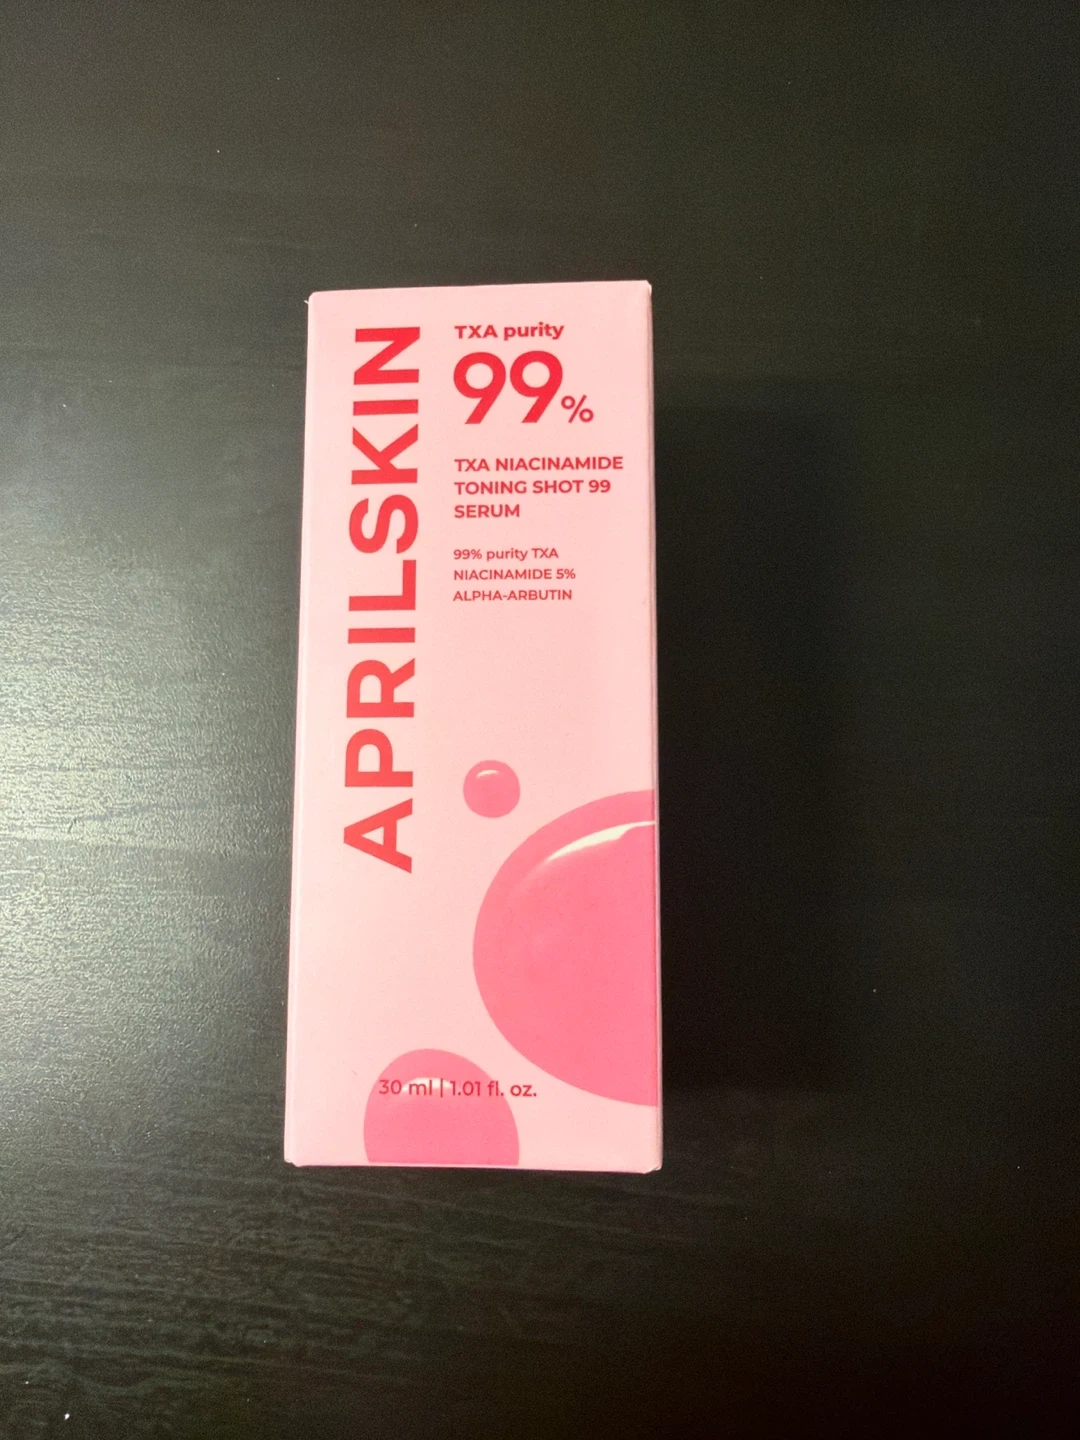 APRILSKIN
TXA purity
99%
TXA NIACINAMIDE
TONING SHOT 99
SERUM
99% purity TXA
NIACINAMIDE 5%
ALPHA-ARBUTIN
30 ml | 1.01 fl. oz.